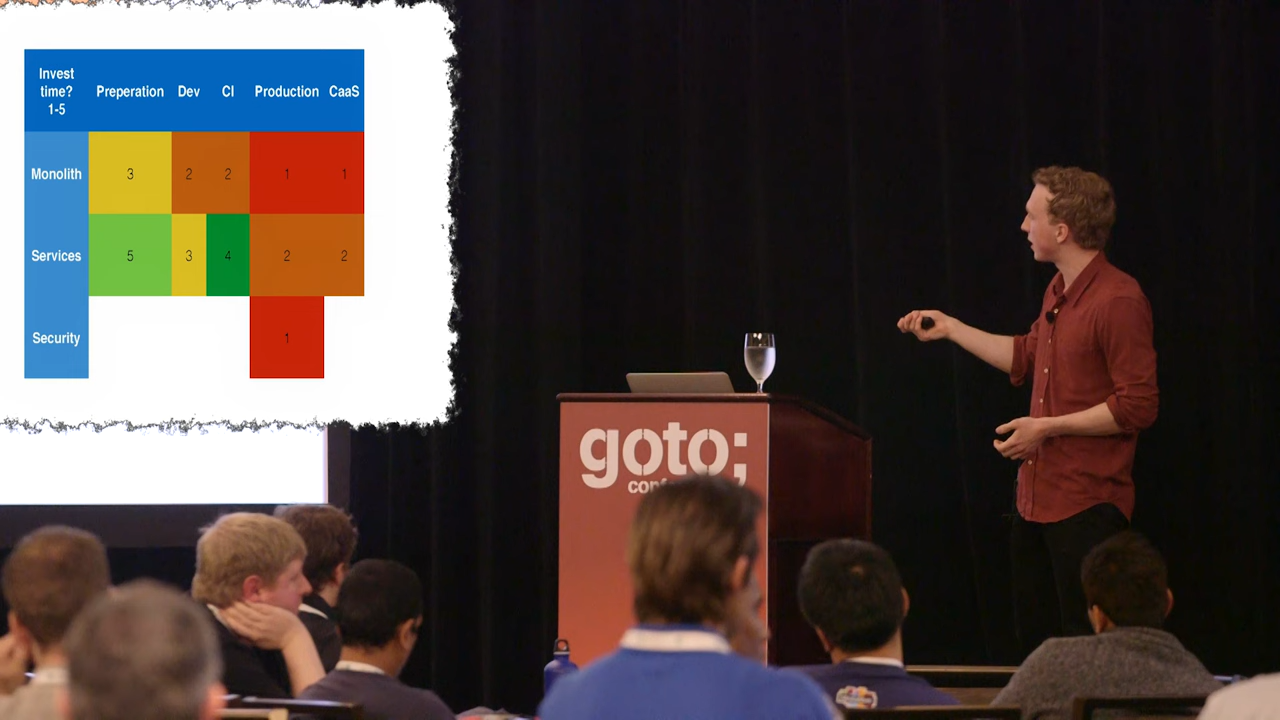 Invest
time?
1-5
Preperation Dev CI Production CaaS
Monolith 3 2 2 1 1
Services 5 3 4 2 2
Security 1
goto;